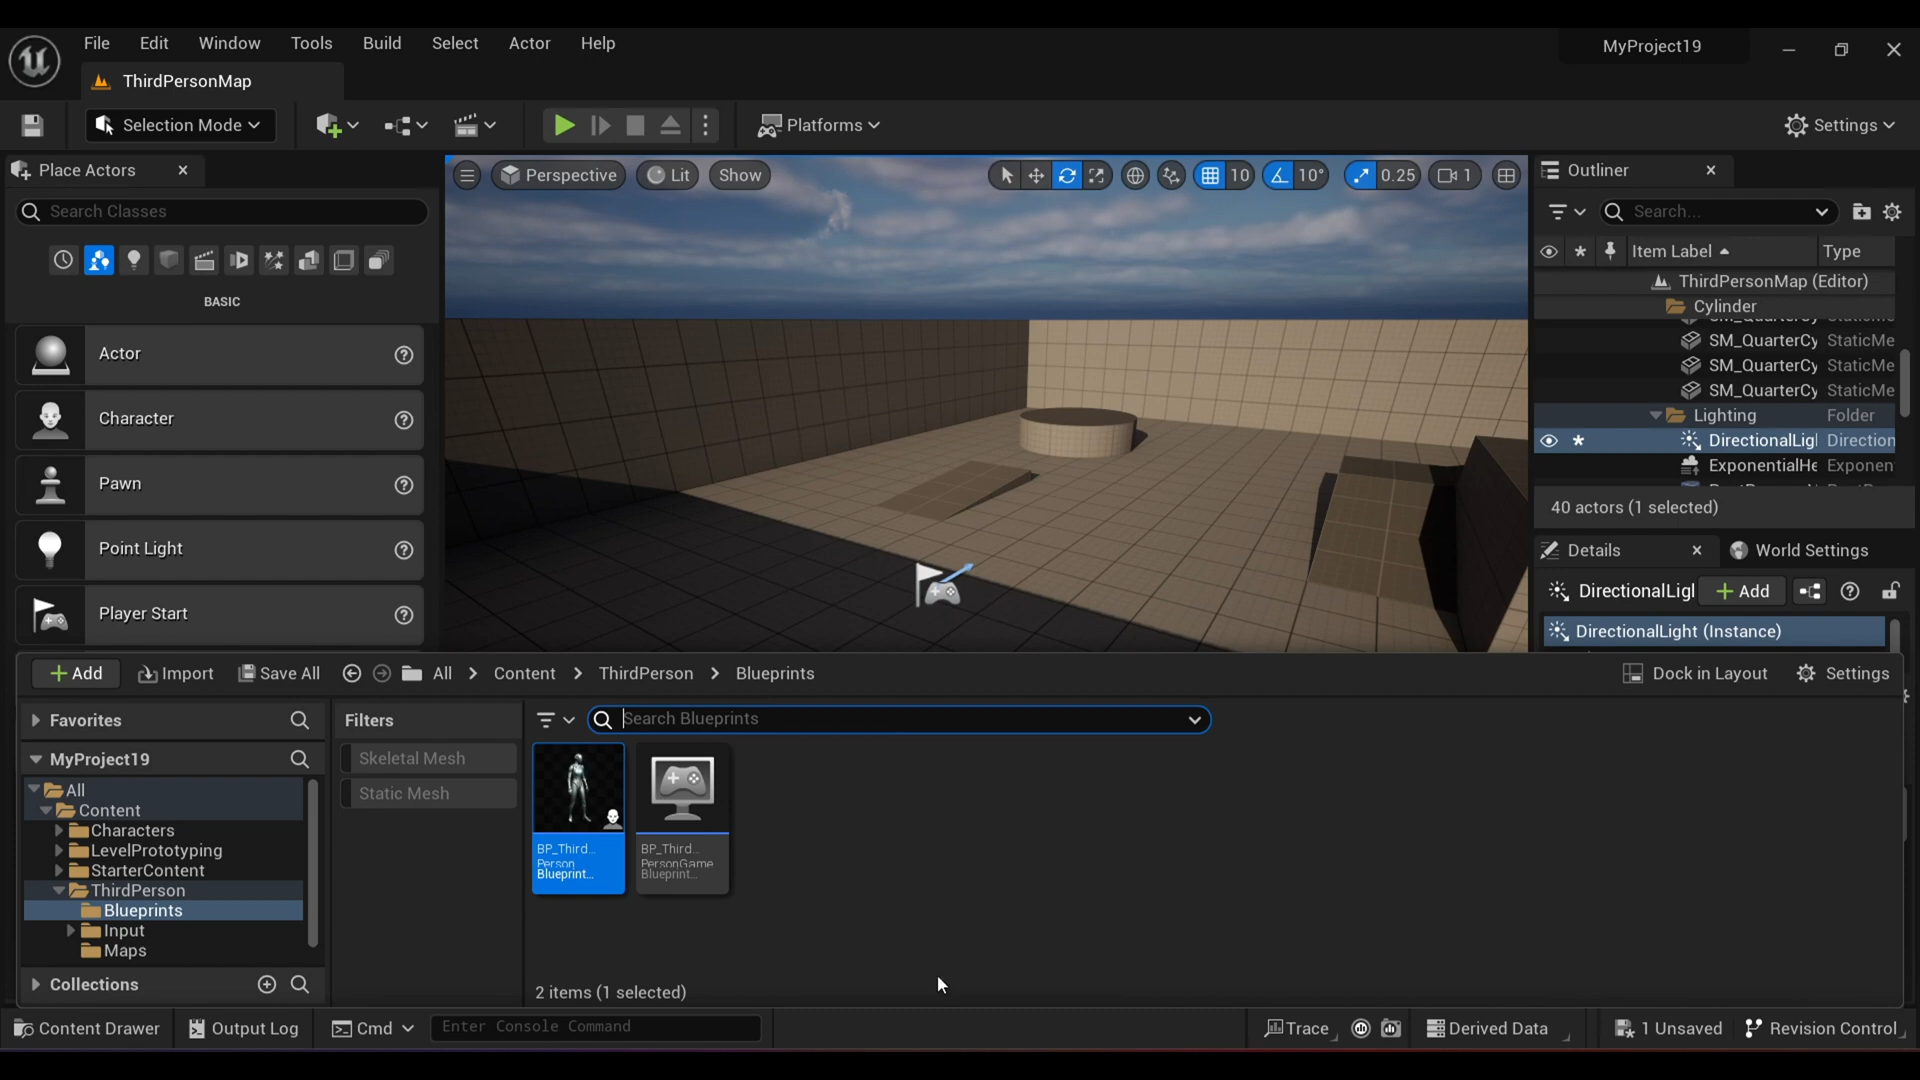 File Edit Window Tools Build Select Actor Help
MyProject19
ThirdPersonMap
Selection Mode
Platforms
Settings
Place Actors
Search Classes
BASIC
Actor
Character
Pawn
Point Light
Player Start
Perspective
Lit
Show
10
10°
0.25
1
Outliner
Search...
Item Label
Type
ThirdPersonMap (Editor)
Cylinder
SM_QuarterCy StaticMe
SM_QuarterCy StaticMe
SM_QuarterCy StaticMe
Lighting Folder
DirectionalLig Direction
ExponentialHe Exponen
40 actors (1 selected)
Details
World Settings
DirectionalLigl
Add
DirectionalLight (Instance)
Add
Import
Save All
All > Content > ThirdPerson > Blueprints
Dock in Layout
Settings
Favorites
MyProject19
All
Content
Characters
LevelPrototyping
StarterContent
ThirdPerson
Blueprints
Input
Maps
Collections
Filters
Skeletal Mesh
Static Mesh
Search Blueprints
BP_Third...
Person
Blueprint...
BP_Third...
PersonGame
Blueprint...
2 items (1 selected)
Content Drawer
Output Log
Cmd
Enter Console Command
Trace
Derived Data
1 Unsaved
Revision Control